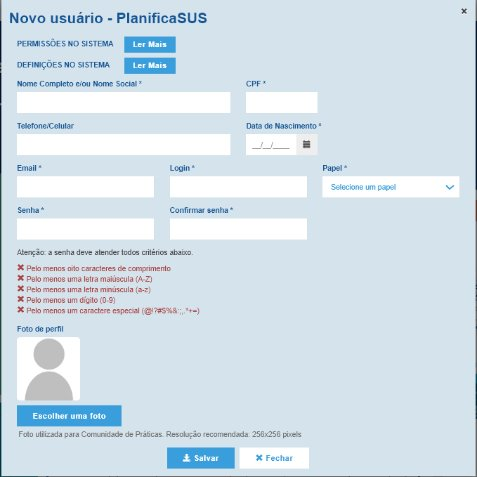 Novo usuário - PlanificaSUS
×
PERMISSÕES NO SISTEMA Ler Mais
DEFINIÇÕES NO SISTEMA Ler Mais
Nome Completo e/ou Nome Social * CPF *
Telefone/Celular Data de Nascimento *
__/__/____
Email * Login * Papel *
Selecione um papel
Senha * Confirmar senha *
Atenção: a senha deve atender todos critérios abaixo.
✖ Pelo menos oito caracteres de comprimento
✖ Pelo menos uma letra maiúscula (A-Z)
✖ Pelo menos uma letra minúscula (a-z)
✖ Pelo menos um dígito (0-9)
✖ Pelo menos um caractere especial (@!?#$%&:;,.*+=)
Foto de perfil
Escolher uma foto
Foto utilizada para Comunidade de Práticas. Resolução recomendada: 256x256 pixels
Salvar ✖ Fechar